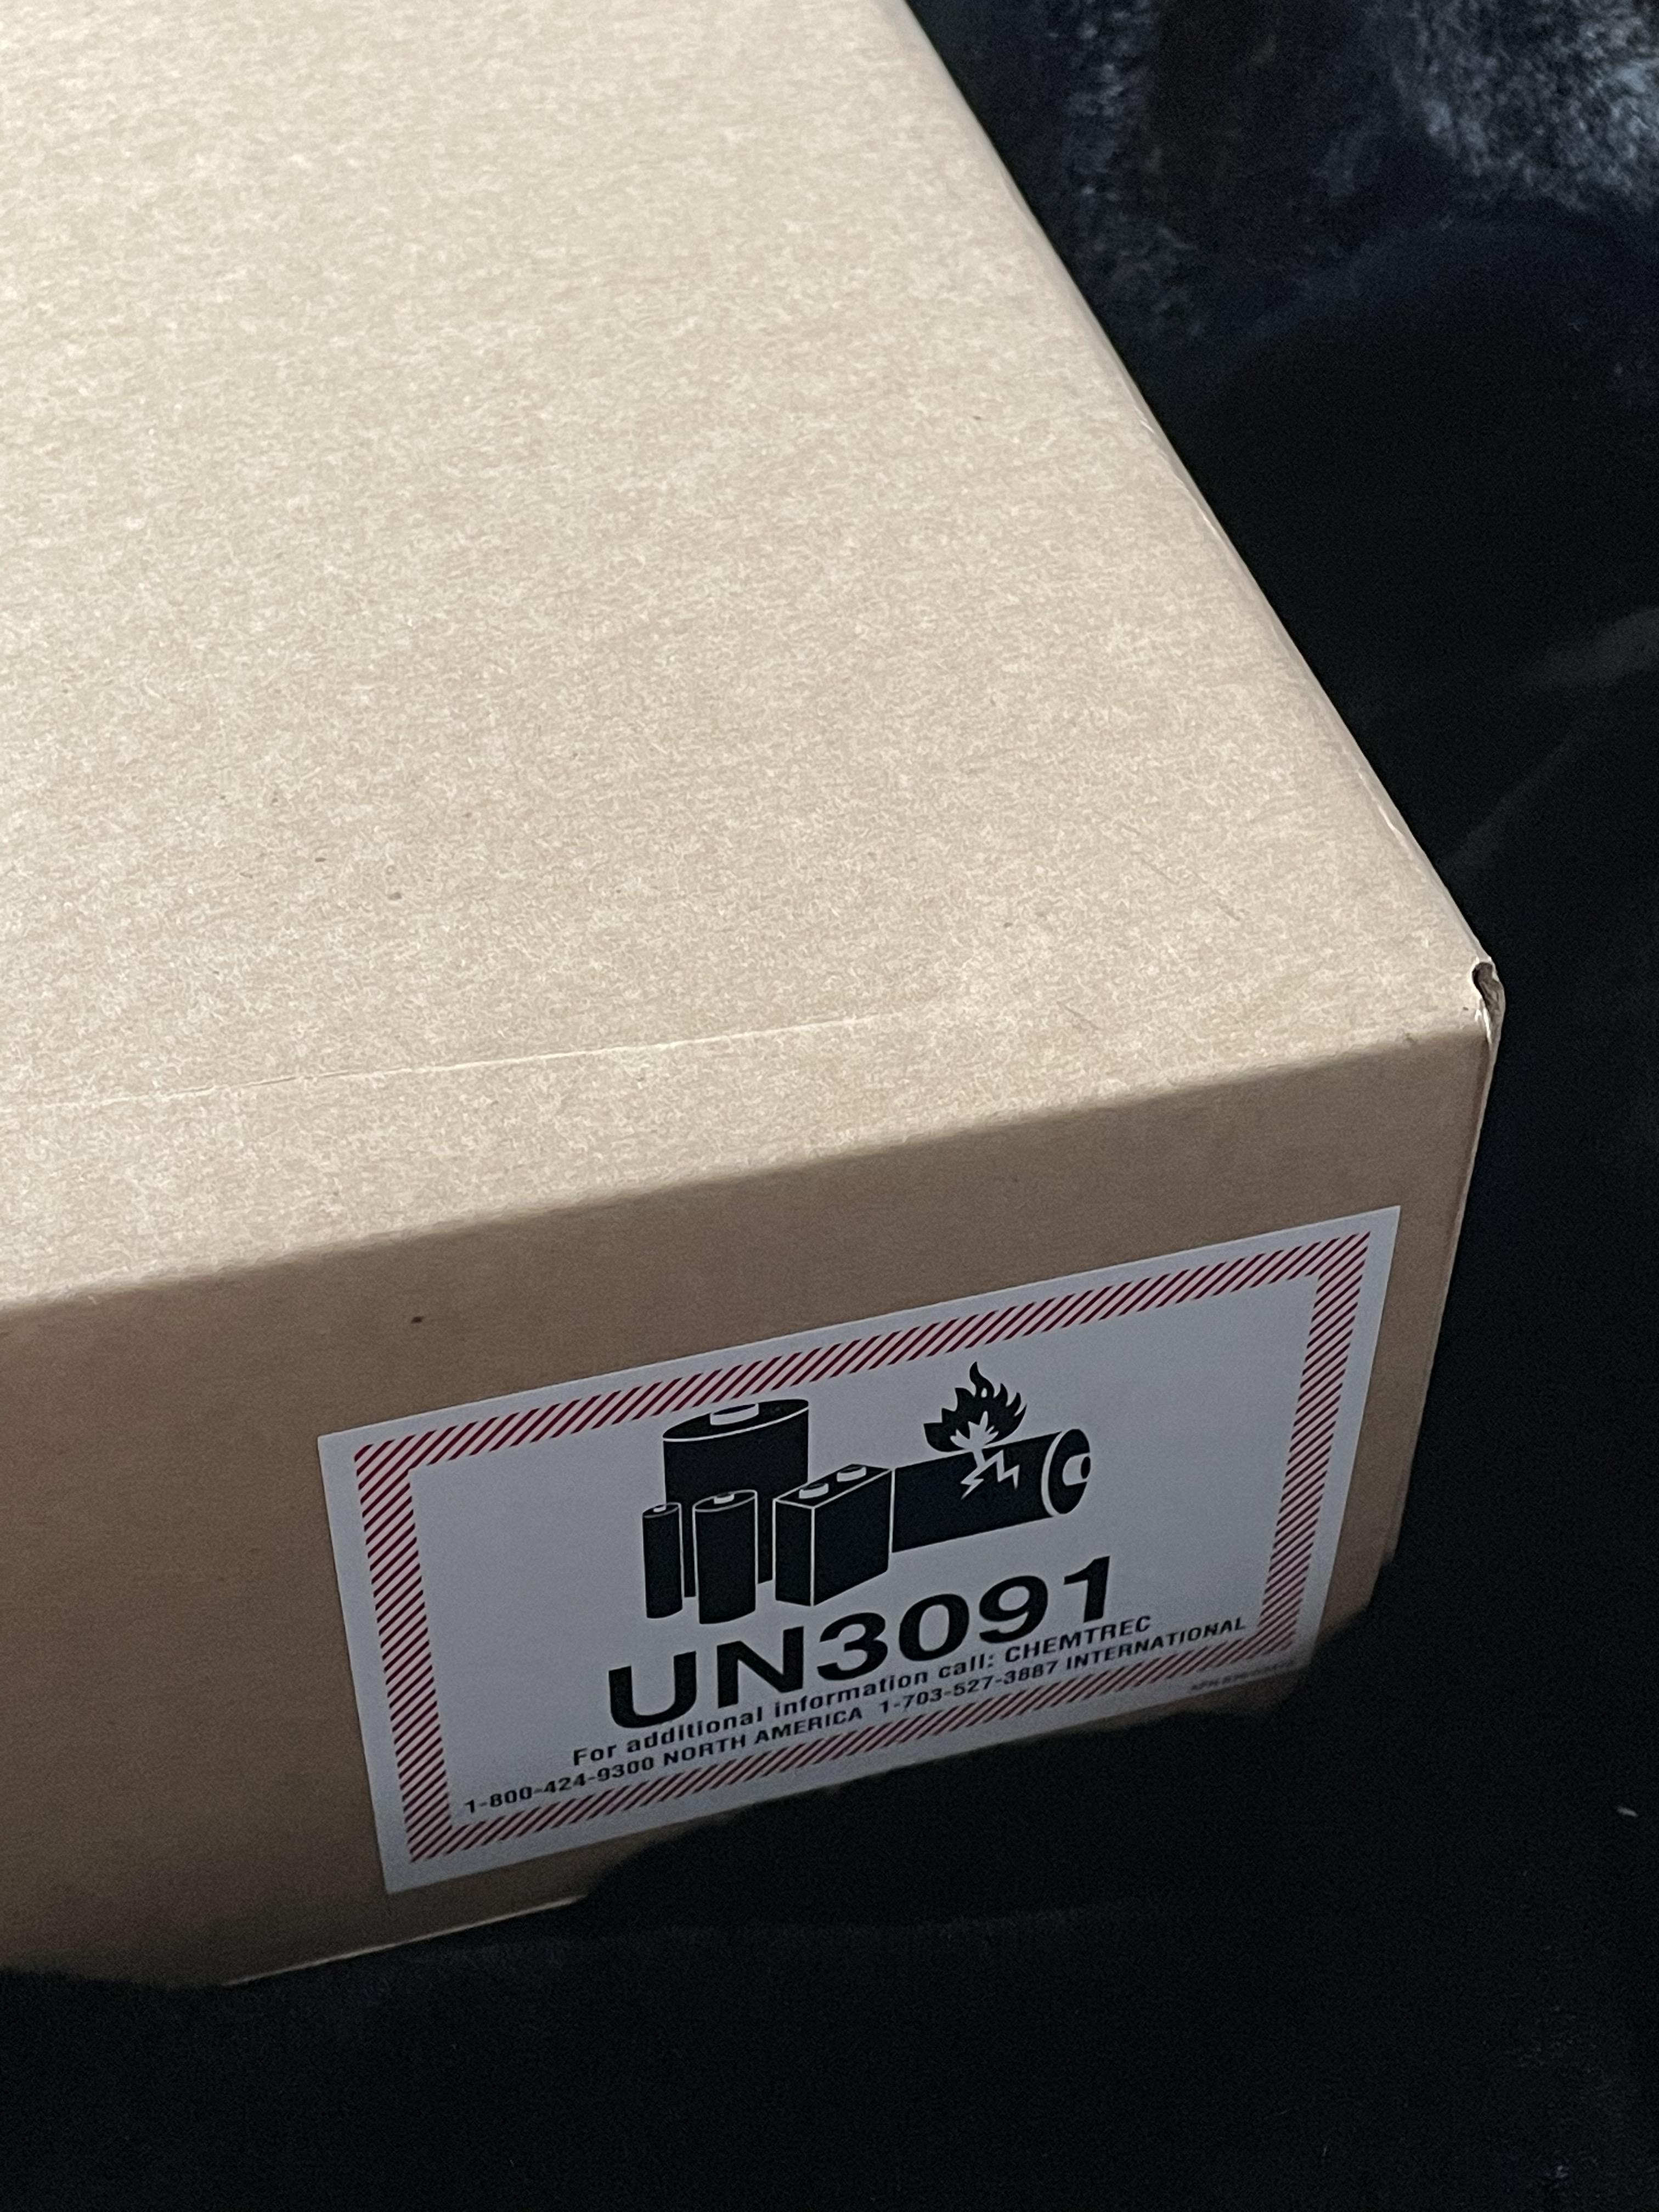 UN3091
For additional information call: CHEMTREC
1-800-424-9300 NORTH AMERICA 1-703-527-3887 INTERNATIONAL